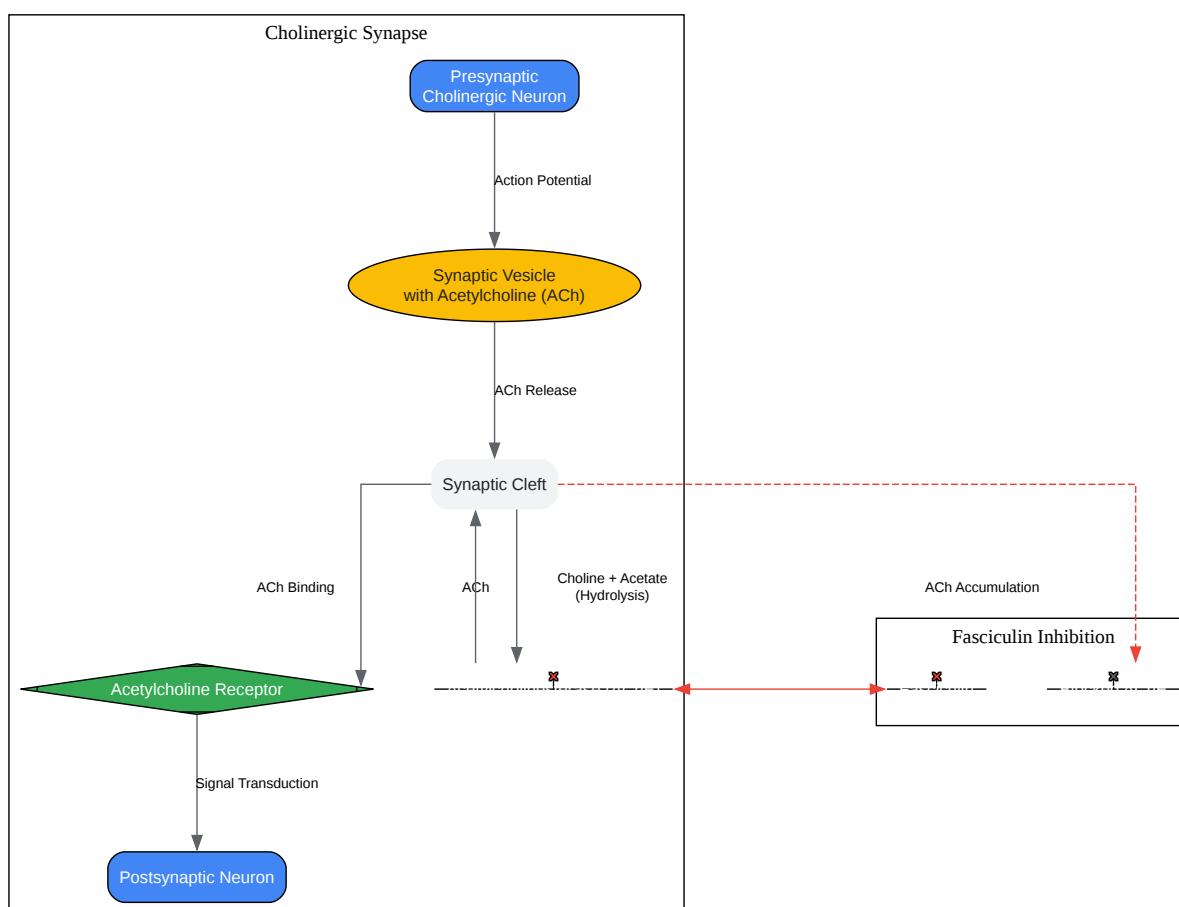 Cholinergic Synapse
Presynaptic
Cholinergic Neuron
Action Potential
Synaptic Vesicle
with Acetylcholine (ACh)
ACh Release
Synaptic Cleft
ACh Binding
ACh
Choline + Acetate
(Hydrolysis)
ACh Accumulation
Fasciculin Inhibition
Acetylcholine Receptor
Signal Transduction
Postsynaptic Neuron